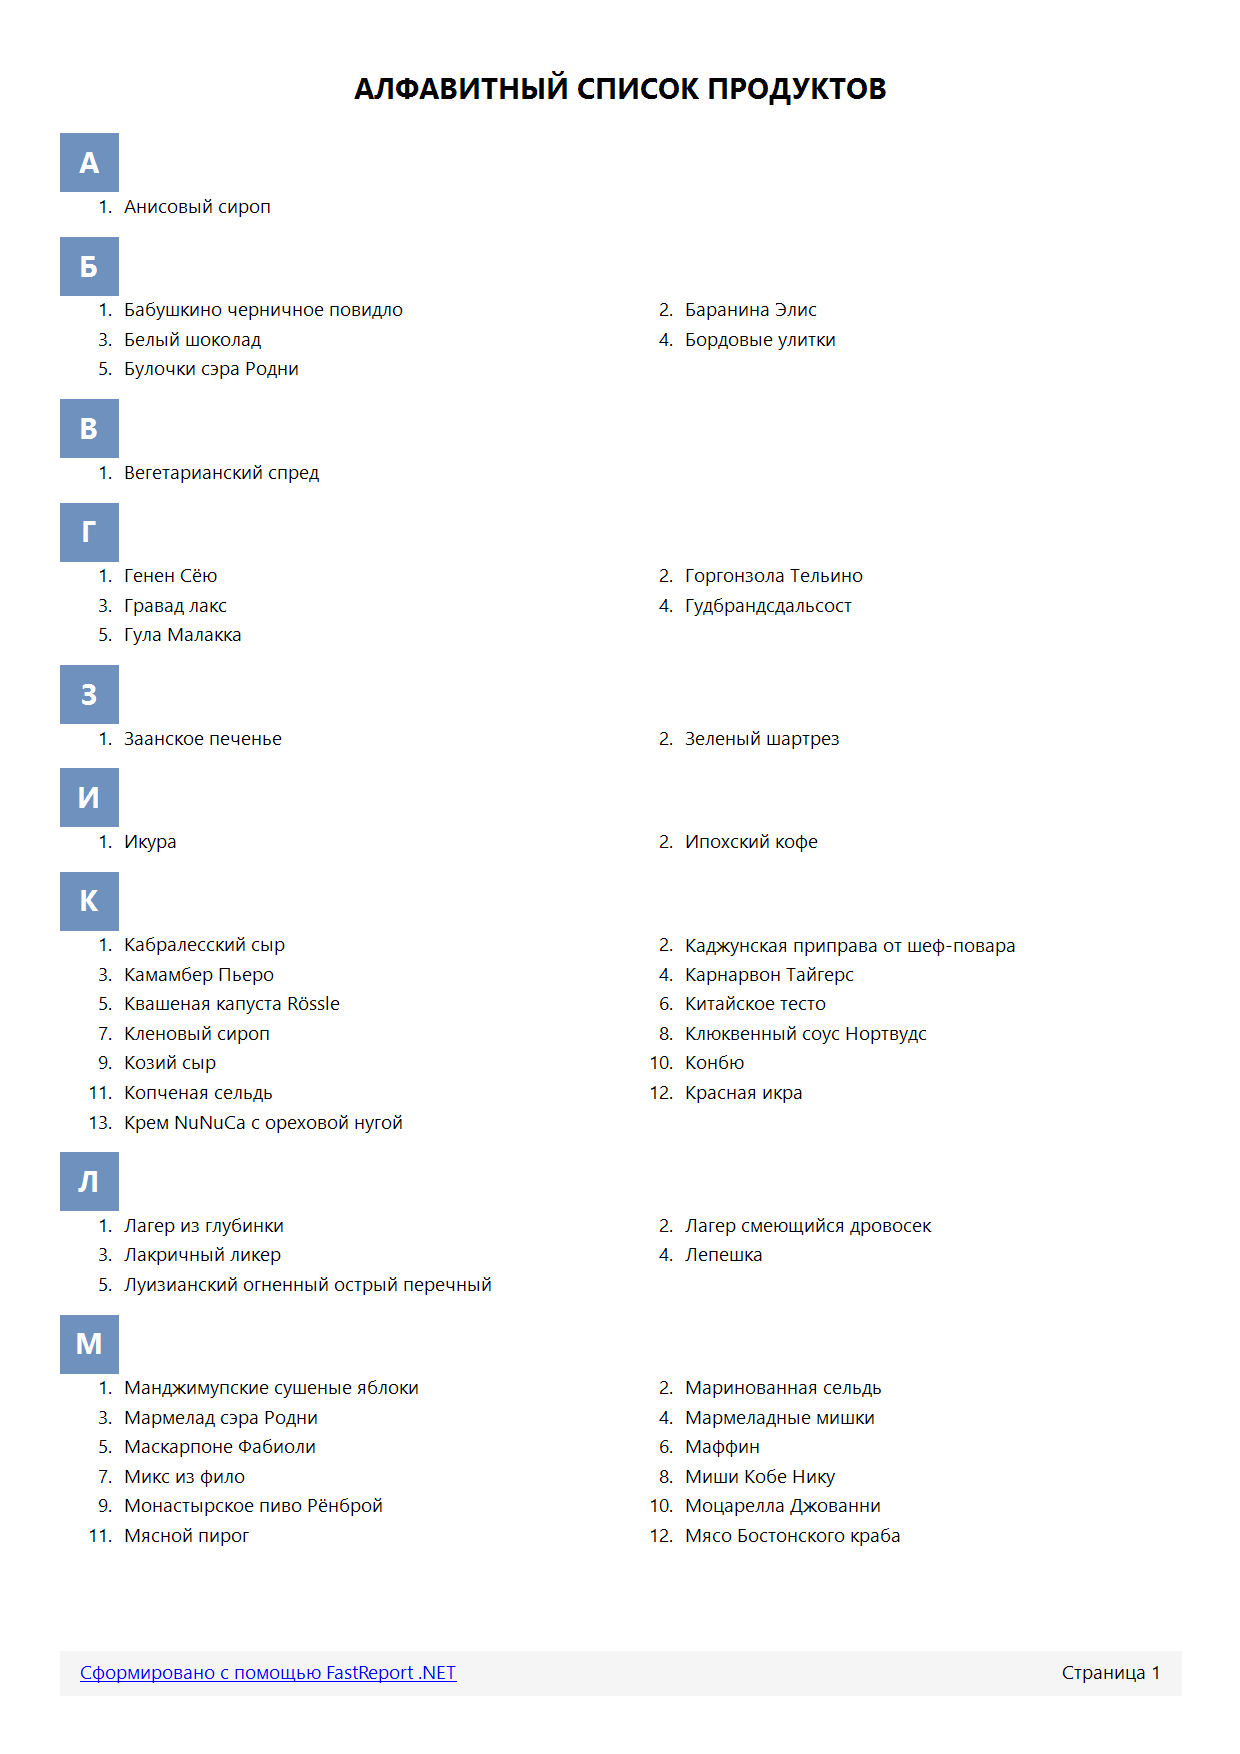 АЛФАВИТНЫЙ СПИСОК ПРОДУКТОВ
А
1. Анисовый сироп
Б
1. Бабушкино черничное повидло 2. Баранина Элис
3. Белый шоколад 4. Бордовые улитки
5. Булочки сэра Родни
В
1. Вегетарианский спред
Г
1. Генен Сёю 2. Горгонзола Тельино
3. Гравад лакс 4. Гудбрандсдальсост
5. Гула Малакка
З
1. Заанское печенье 2. Зеленый шартрез
И
1. Икура 2. Ипохский кофе
К
1. Кабралесский сыр 2. Каджунская приправа от шеф-повара
3. Камамбер Пьеро 4. Карнарвон Тайгерс
5. Квашеная капуста Rössle 6. Китайское тесто
7. Кленовый сироп 8. Клюквенный соус Нортвудс
9. Козий сыр 10. Конбю
11. Копченая сельдь 12. Красная икра
13. Крем NuNuCa с ореховой нугой
Л
1. Лагер из глубинки 2. Лагер смеющийся дровосек
3. Лакричный ликер 4. Лепешка
5. Луизианский огненный острый перечный
М
1. Манджимупские сушеные яблоки 2. Маринованная сельдь
3. Мармелад сэра Родни 4. Мармеладные мишки
5. Маскарпоне Фабиоли 6. Маффин
7. Микс из фило 8. Миши Кобе Нику
9. Монастырское пиво Рёнброй 10. Моцарелла Джованни
11. Мясной пирог 12. Мясо Бостонского краба
Сформировано с помощью FastReport .NET Страница 1